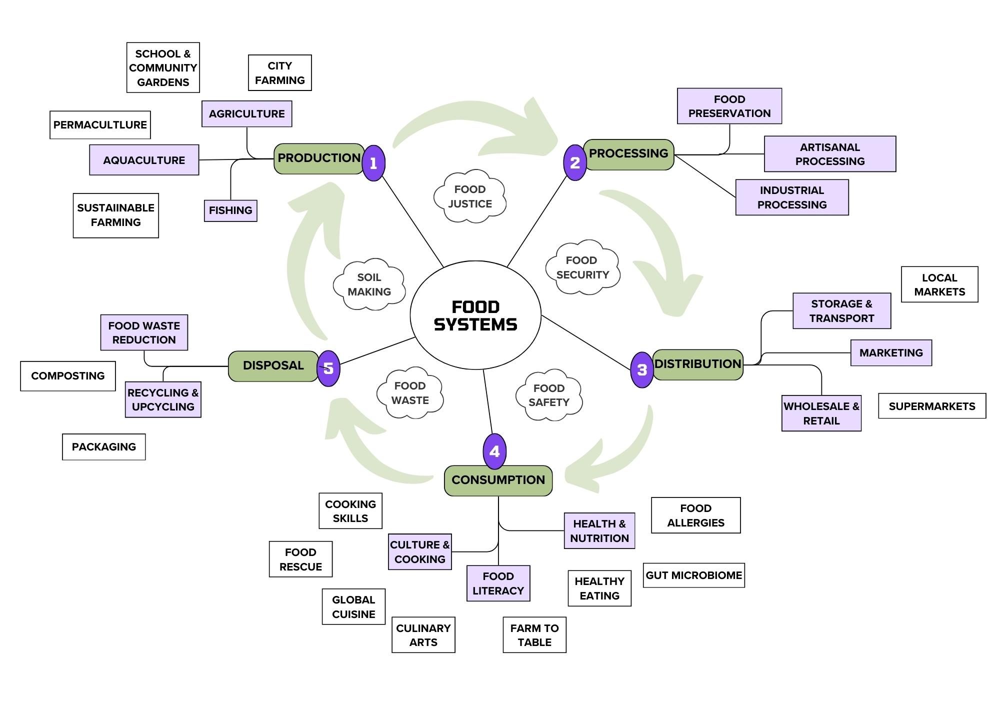 SCHOOL &
COMMUNITY
GARDENS
CITY
FARMING
AGRICULTURE
PERMACULTLURE
AQUACULTURE
PRODUCTION
1
SUSTAIINABLE
FARMING
FISHING
FOOD
PRESERVATION
2
PROCESSING
ARTISANAL
PROCESSING
INDUSTRIAL
PROCESSING
FOOD
JUSTICE
FOOD
SECURITY
SOIL
MAKING
FOOD
SYSTEMS
LOCAL
MARKETS
STORAGE &
TRANSPORT
3
DISTRIBUTION
MARKETING
WHOLESALE &
RETAIL
SUPERMARKETS
FOOD WASTE
REDUCTION
DISPOSAL
5
COMPOSTING
RECYCLING &
UPCYCLING
PACKAGING
FOOD
WASTE
FOOD
SAFETY
4
CONSUMPTION
COOKING
SKILLS
CULTURE &
COOKING
FOOD
RESCUE
FOOD
LITERACY
GLOBAL
CUISINE
CULINARY
ARTS
HEALTH &
NUTRITION
FOOD
ALLERGIES
HEALTHY
EATING
GUT MICROBIOME
FARM TO
TABLE